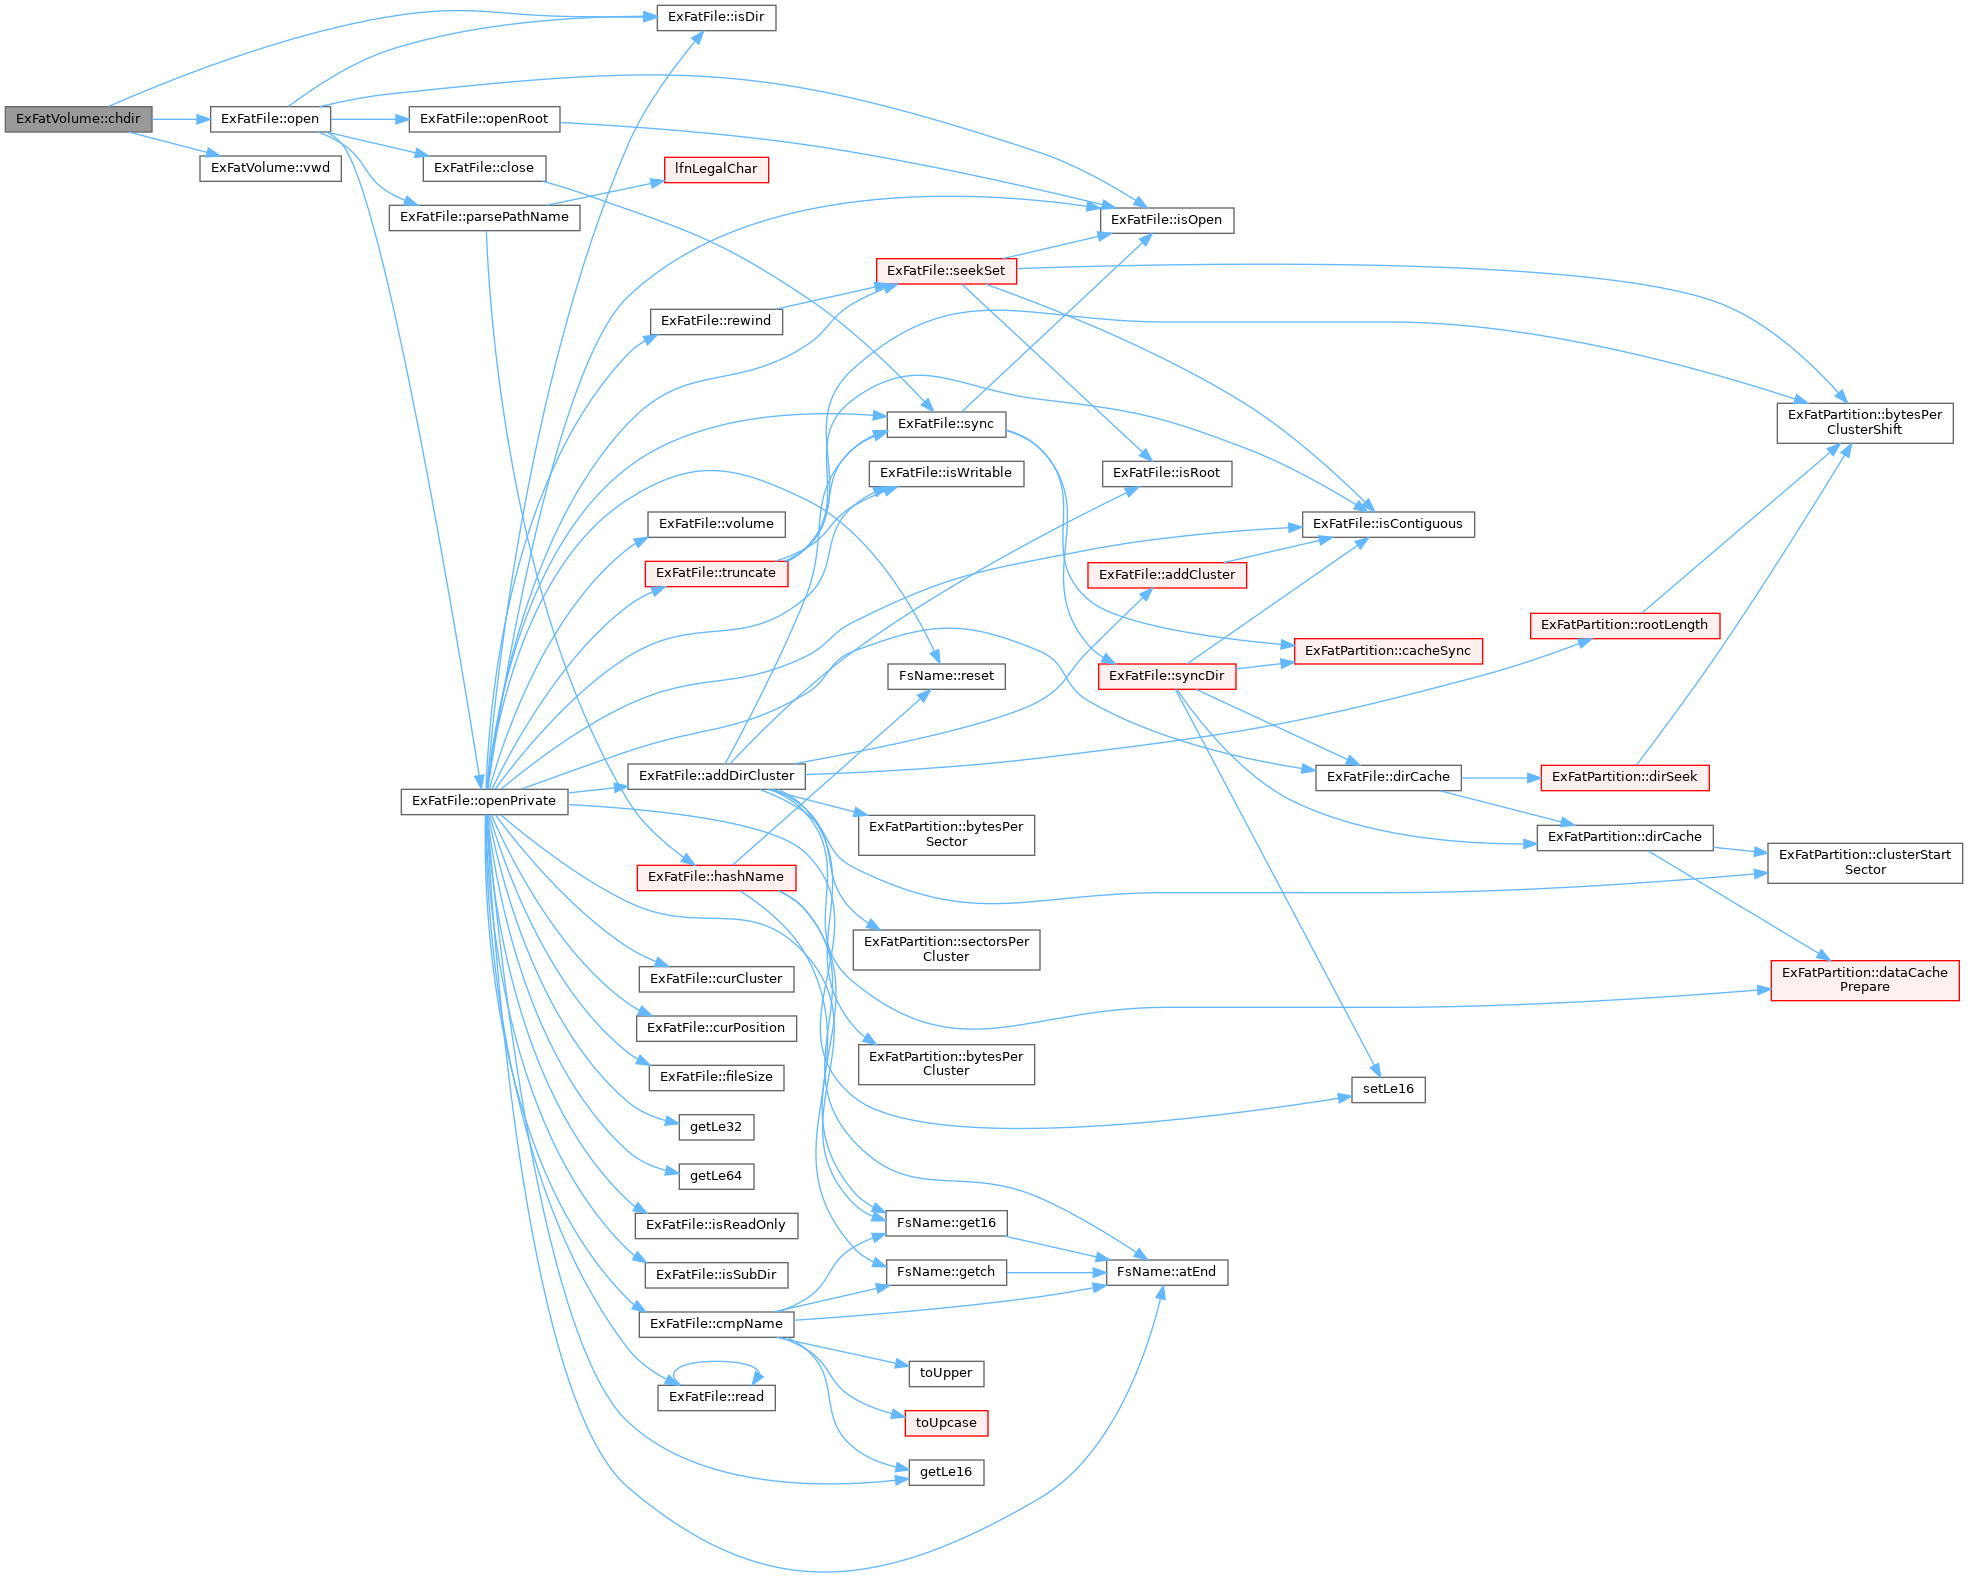 ExFatVolume::chdir
ExFatFile::open
ExFatVolume::vwd
ExFatFile::openRoot
ExFatFile::close
ExFatFile::parsePathName
ExFatFile::openPrivate
ExFatFile::isDir
lfnLegalChar
ExFatFile::rewind
ExFatFile::volume
ExFatFile::truncate
ExFatFile::addDirCluster
ExFatFile::hashName
ExFatFile::curCluster
ExFatFile::curPosition
ExFatFile::fileSize
getLe32
getLe64
ExFatFile::isReadOnly
ExFatFile::isSubDir
ExFatFile::cmpName
ExFatFile::read
ExFatFile::seekSet
ExFatFile::sync
ExFatFile::isWritable
FsName::reset
ExFatPartition::bytesPer
Sector
ExFatPartition::sectorsPer
Cluster
ExFatPartition::bytesPer
Cluster
FsName::get16
FsName::getch
toUpper
toUpcase
getLe16
ExFatFile::isOpen
ExFatFile::isRoot
ExFatFile::addCluster
ExFatFile::syncDir
FsName::atEnd
ExFatFile::isContiguous
ExFatPartition::cacheSync
ExFatFile::dirCache
setLe16
ExFatPartition::rootLength
ExFatPartition::dirSeek
ExFatPartition::dirCache
ExFatPartition::bytesPer
ClusterShift
ExFatPartition::clusterStart
Sector
ExFatPartition::dataCache
Prepare